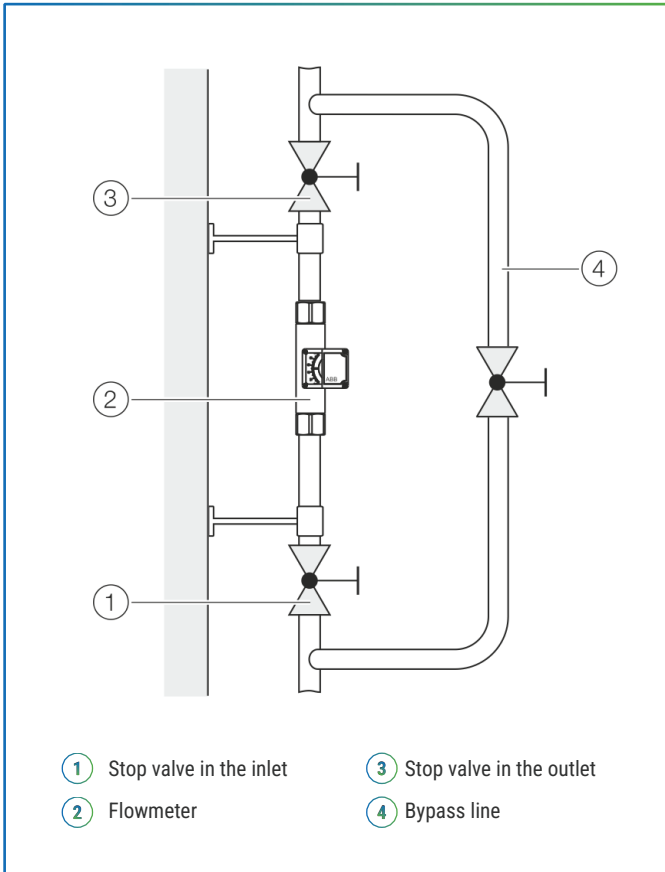 3
4
ABB
2
1
1 Stop valve in the inlet
3 Stop valve in the outlet
2 Flowmeter
4 Bypass line